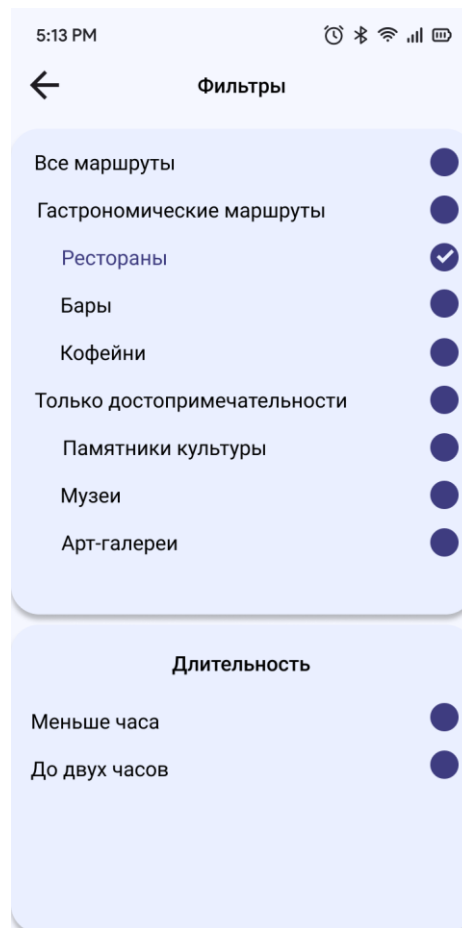 5:13 PM
Фильтры
Все маршруты
Гастрономические маршруты
Рестораны
Бары
Кофейни
Только достопримечательности
Памятники культуры
Музеи
Арт-галереи
Длительность
Меньше часа
До двух часов